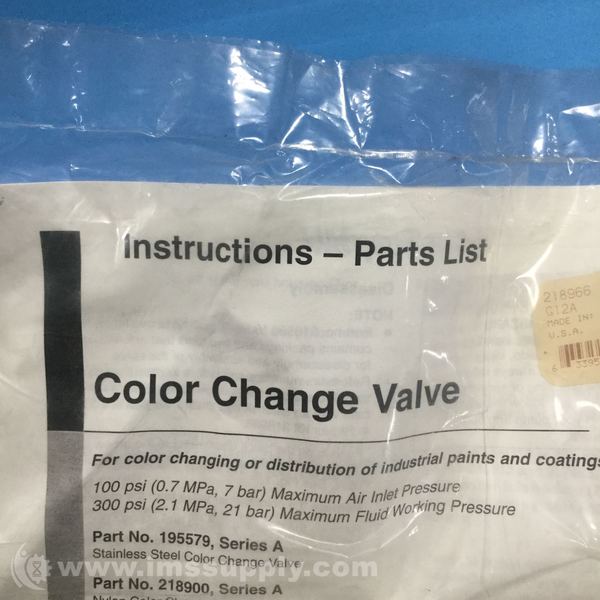 Instructions – Parts List
218966
G12A
MADE IN:
U.S.A.
6 3395
Color Change Valve
For color changing or distribution of industrial paints and coatings
100 psi (0.7 MPa, 7 bar) Maximum Air Inlet Pressure
300 psi (2.1 MPa, 21 bar) Maximum Fluid Working Pressure
Part No. 195579, Series A
Stainless Steel Color Change Valve
Part No. 218900, Series A
www.imssupply.com